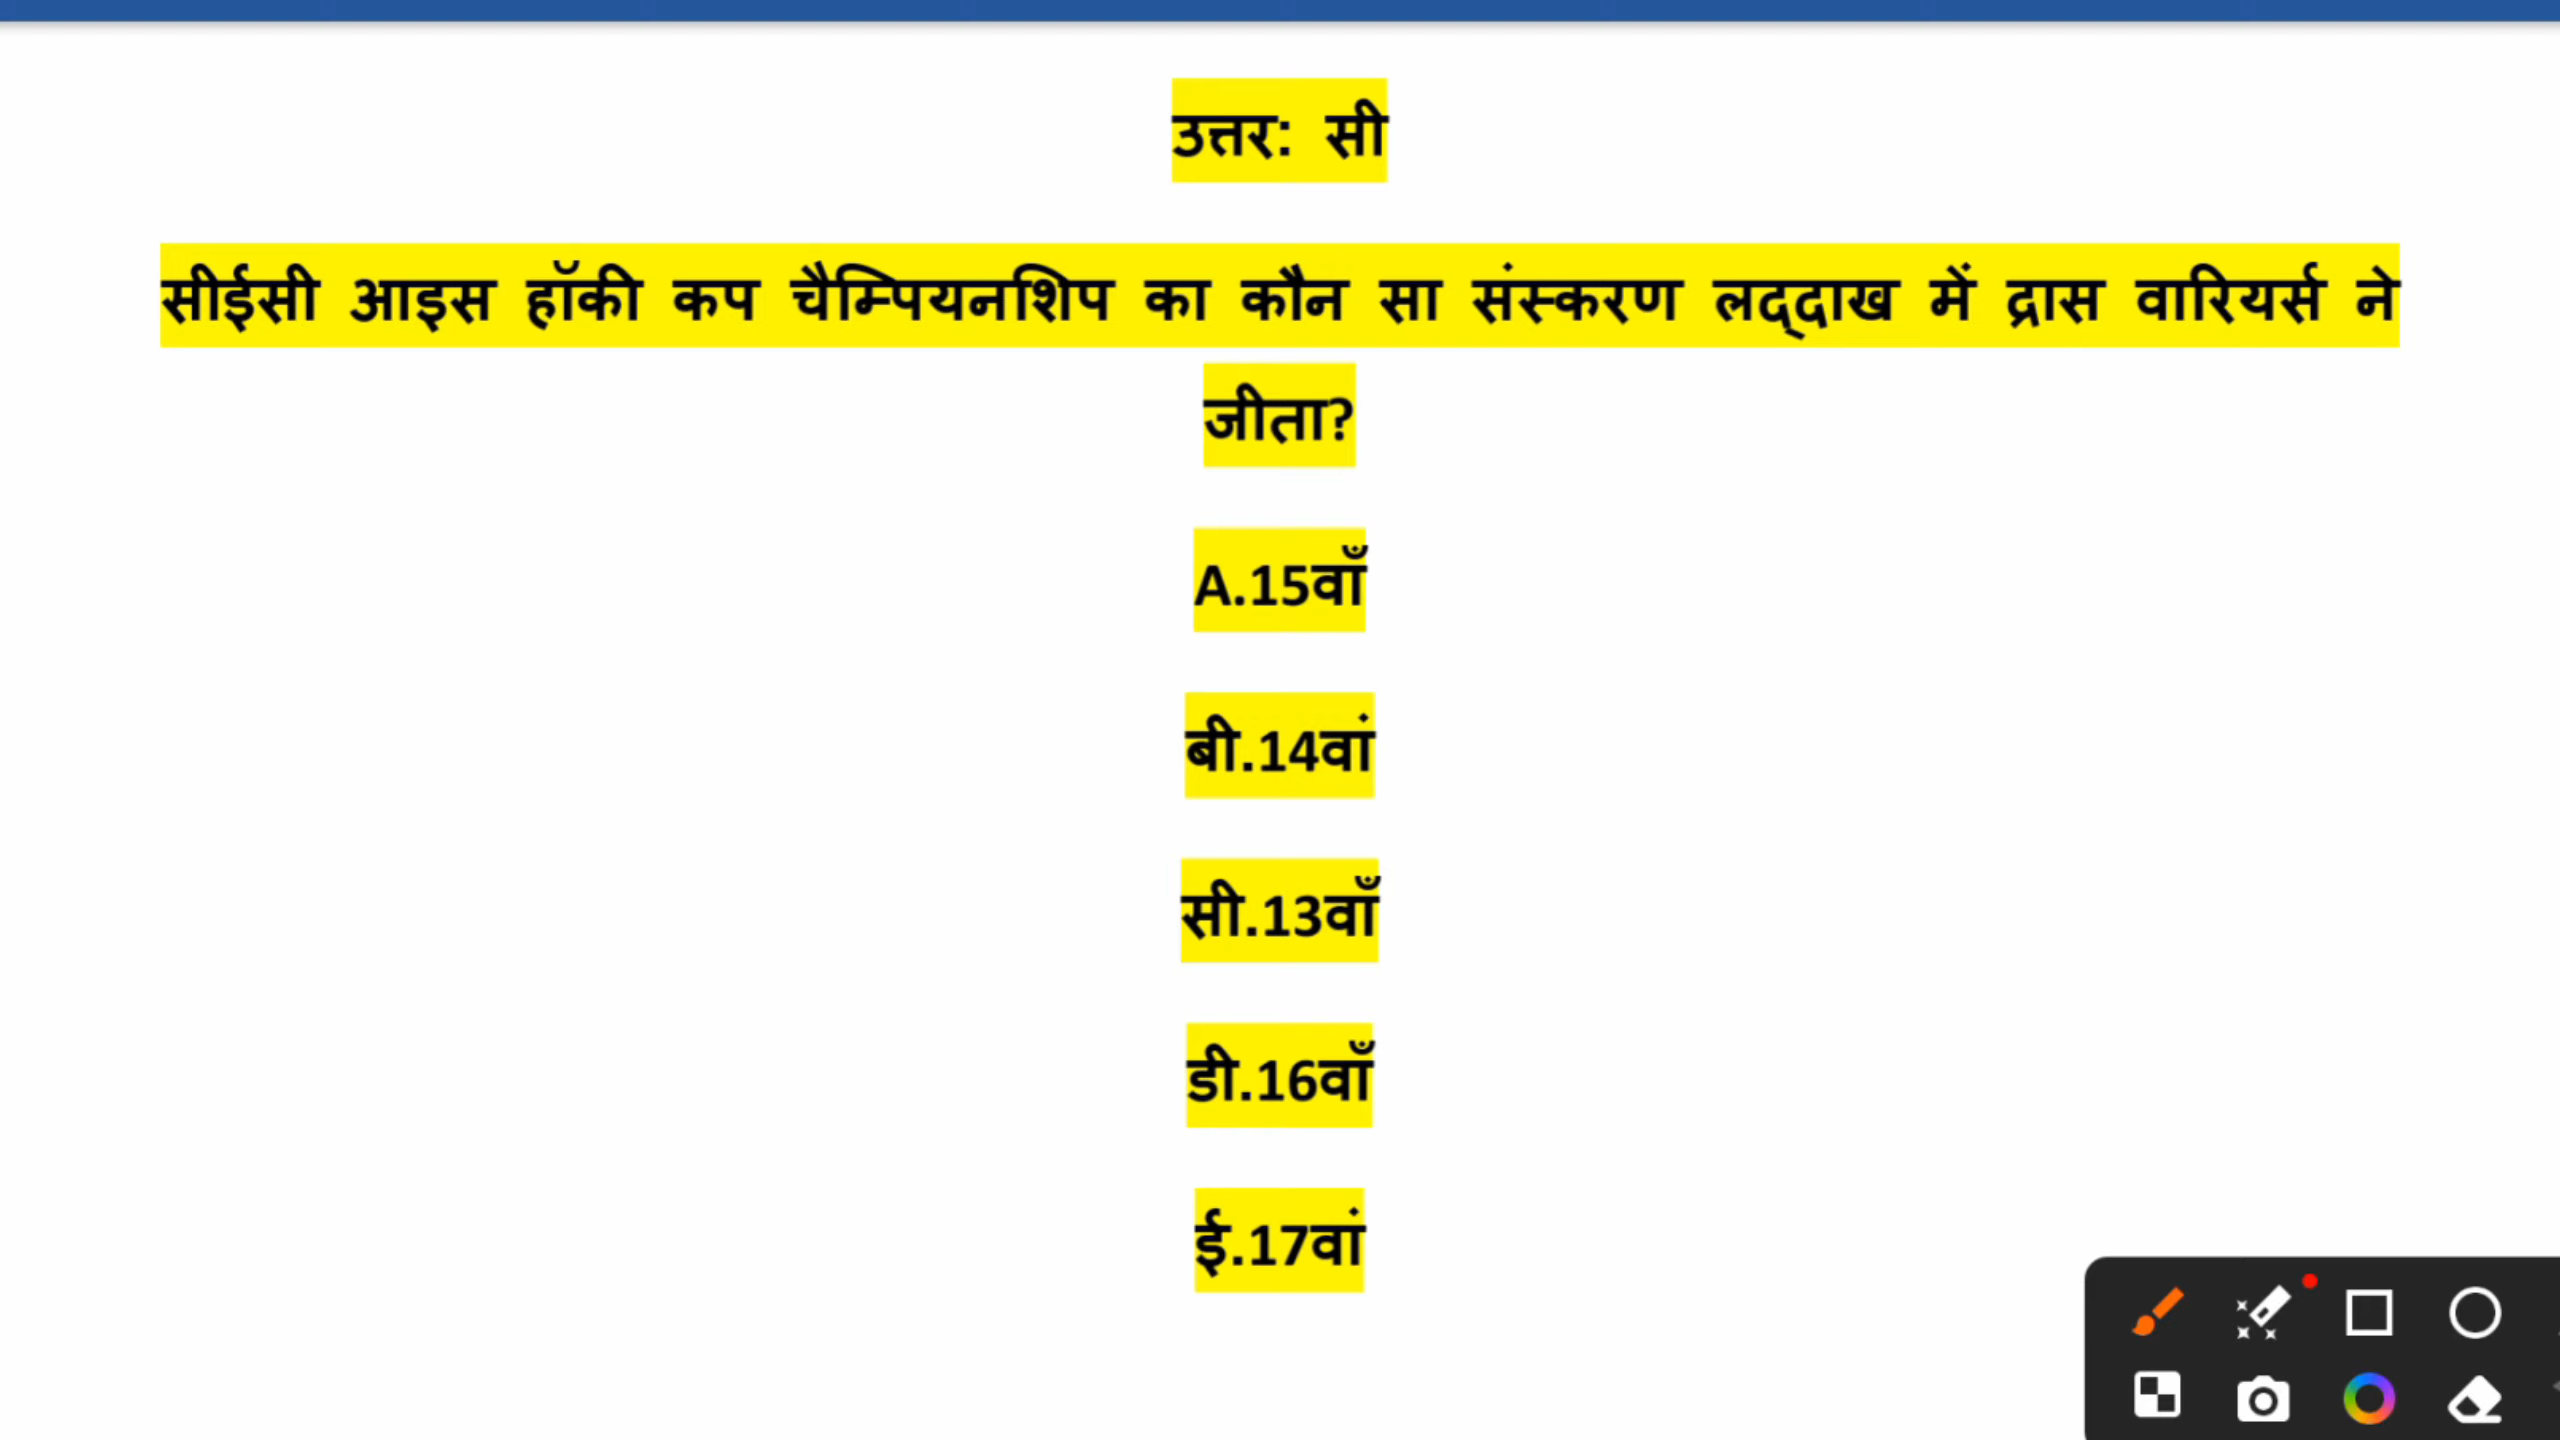 उत्तर: सी
सीईसी आइस हॉकी कप चैम्पियनशिप का कौन सा संस्करण लद्दाख में द्रास वारियर्स ने
जीता?
A.15वाँ
बी.14वां
सी.13वाँ
डी.16वाँ
ई.17वां